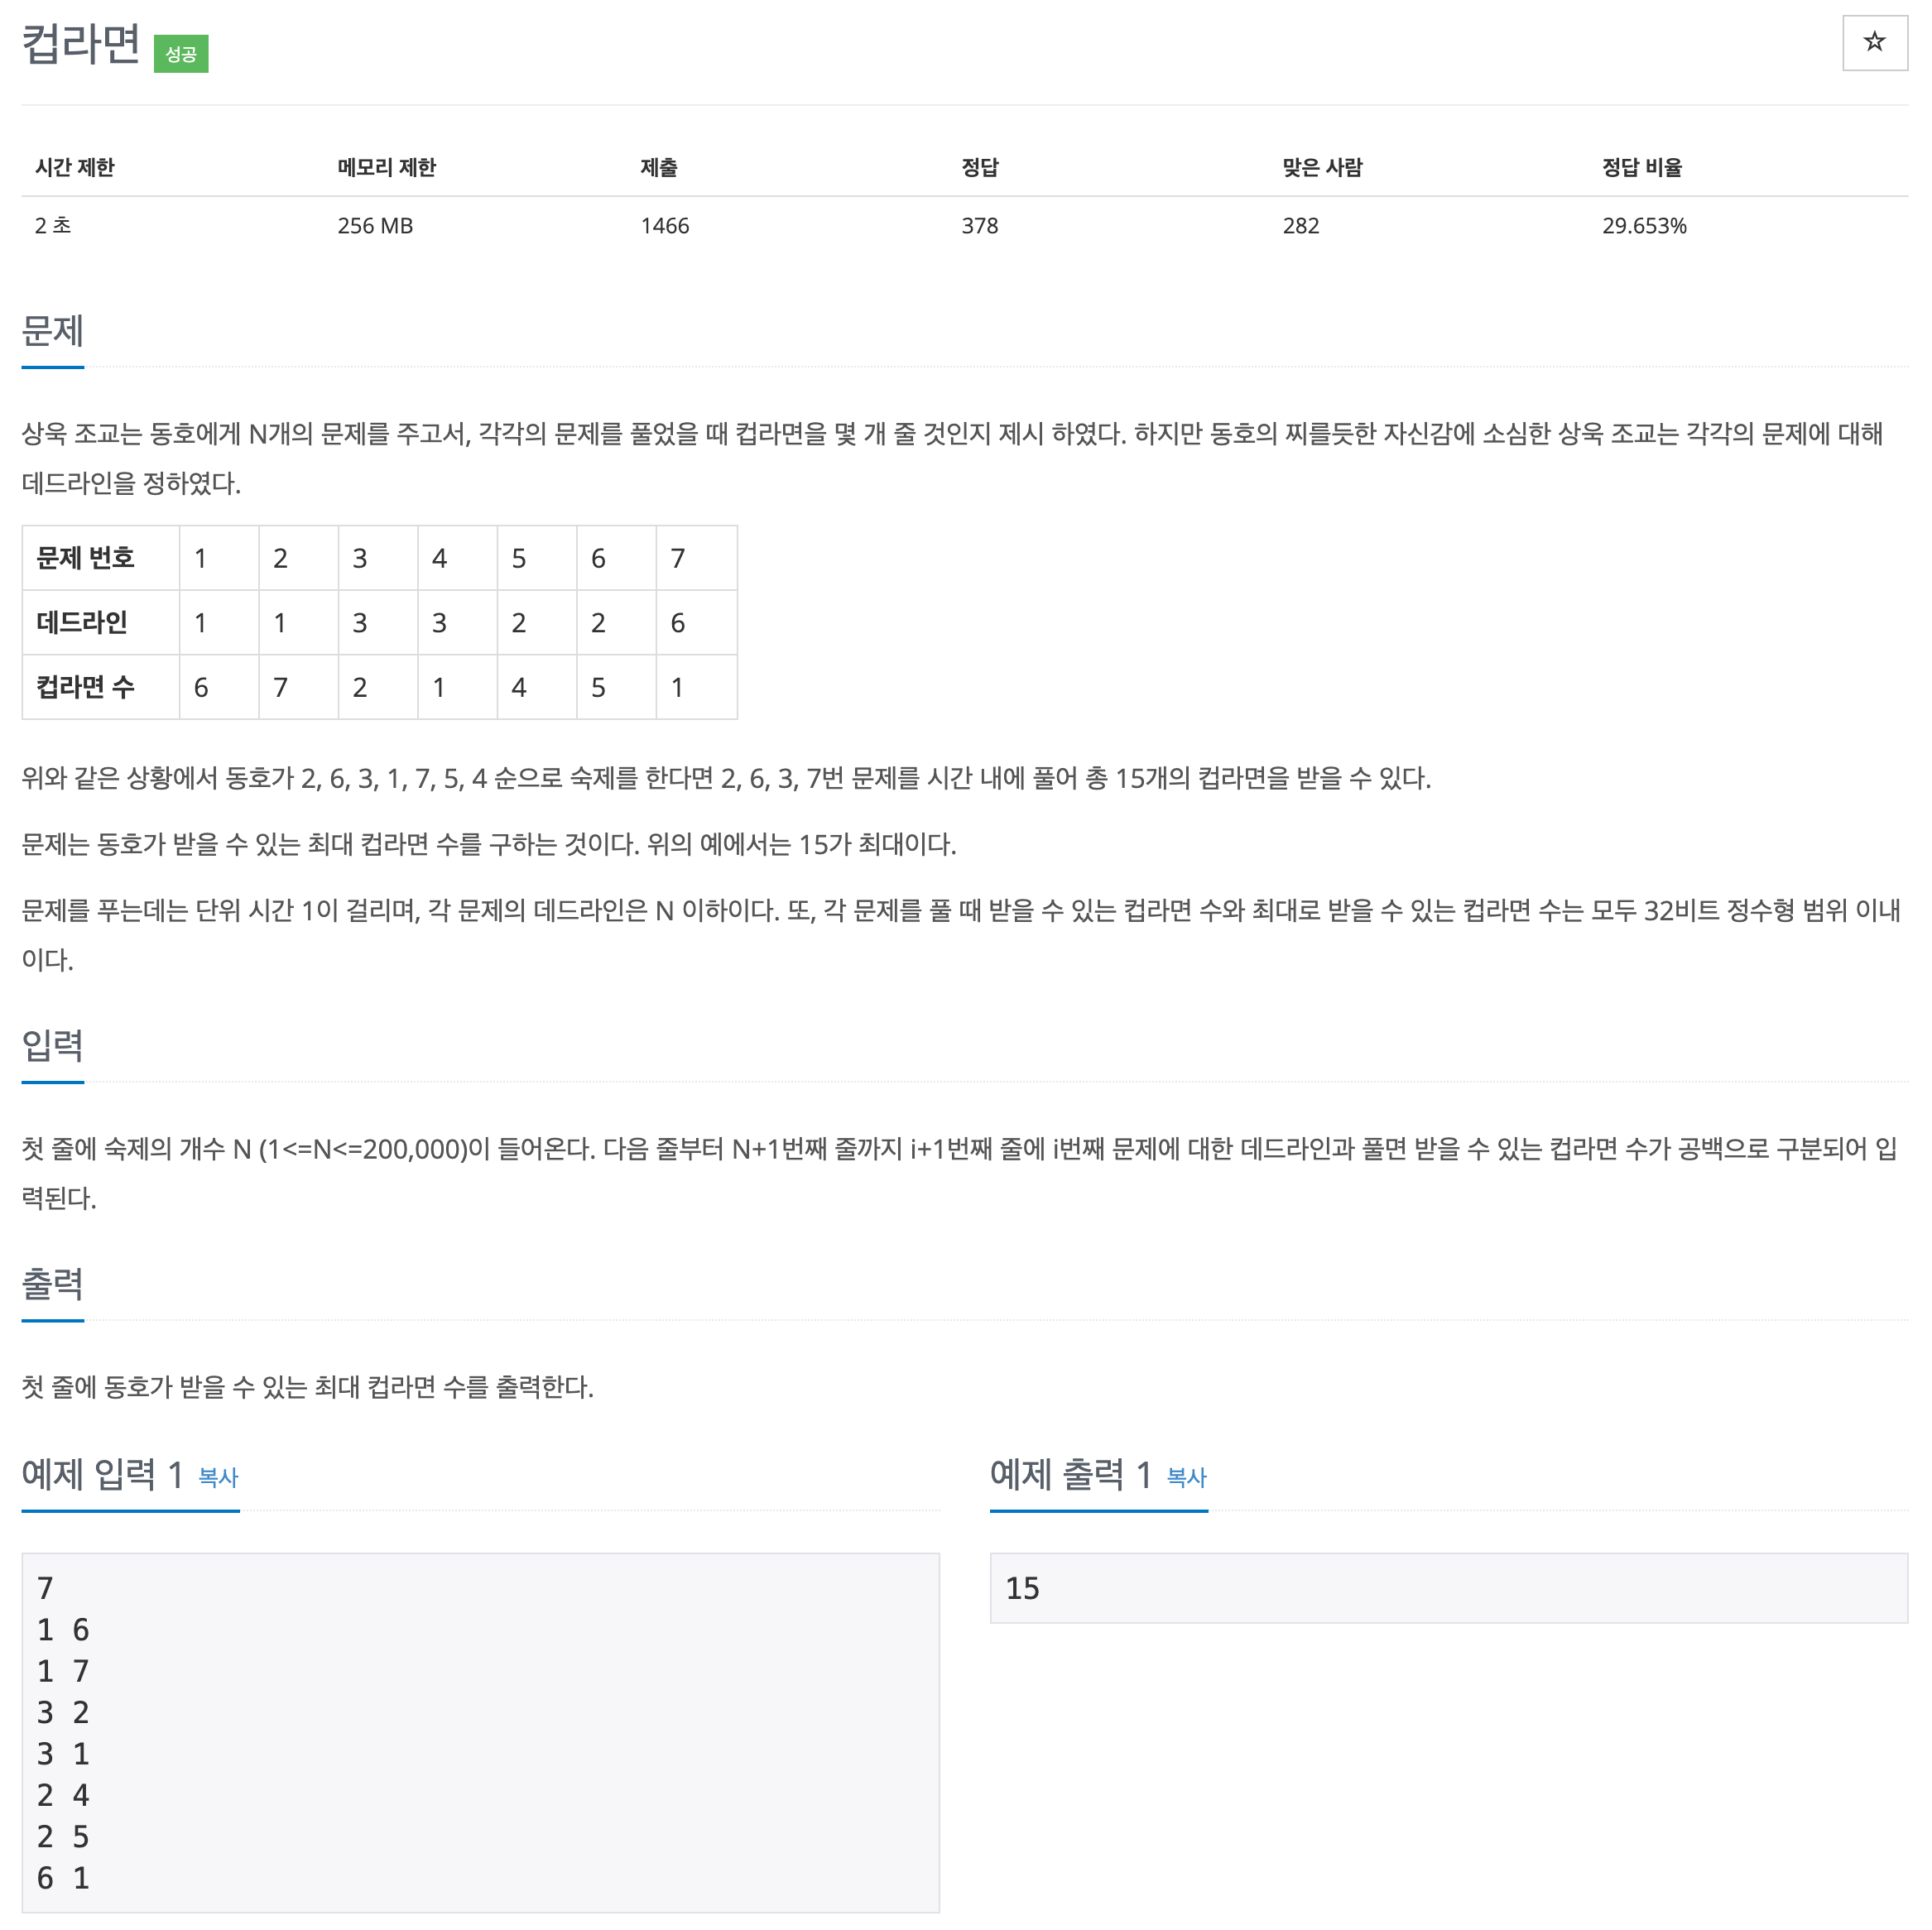 컵라면 성공
☆
시간 제한 메모리 제한 제출 정답 맞은 사람 정답 비율
2 초 256 MB 1466 378 282 29.653%
문제
상욱 조교는 동호에게 N개의 문제를 주고서, 각각의 문제를 풀었을 때 컵라면을 몇 개 줄 것인지 제시 하였다. 하지만 동호의 찌를듯한 자신감에 소심한 상욱 조교는 각각의 문제에 대해
데드라인을 정하였다.
문제 번호 1 2 3 4 5 6 7
데드라인 1 1 3 3 2 2 6
컵라면 수 6 7 2 1 4 5 1
위와 같은 상황에서 동호가 2, 6, 3, 1, 7, 5, 4 순으로 숙제를 한다면 2, 6, 3, 7번 문제를 시간 내에 풀어 총 15개의 컵라면을 받을 수 있다.
문제는 동호가 받을 수 있는 최대 컵라면 수를 구하는 것이다. 위의 예에서는 15가 최대이다.
문제를 푸는데는 단위 시간 1이 걸리며, 각 문제의 데드라인은 N 이하이다. 또, 각 문제를 풀 때 받을 수 있는 컵라면 수와 최대로 받을 수 있는 컵라면 수는 모두 32비트 정수형 범위 이내
이다.
입력
첫 줄에 숙제의 개수 N (1<=N<=200,000)이 들어온다. 다음 줄부터 N+1번째 줄까지 i+1번째 줄에 i번째 문제에 대한 데드라인과 풀면 받을 수 있는 컵라면 수가 공백으로 구분되어 입
력된다.
출력
첫 줄에 동호가 받을 수 있는 최대 컵라면 수를 출력한다.
예제 입력 1 복사
7
1 6
1 7
3 2
3 1
2 4
2 5
6 1
예제 출력 1 복사
15